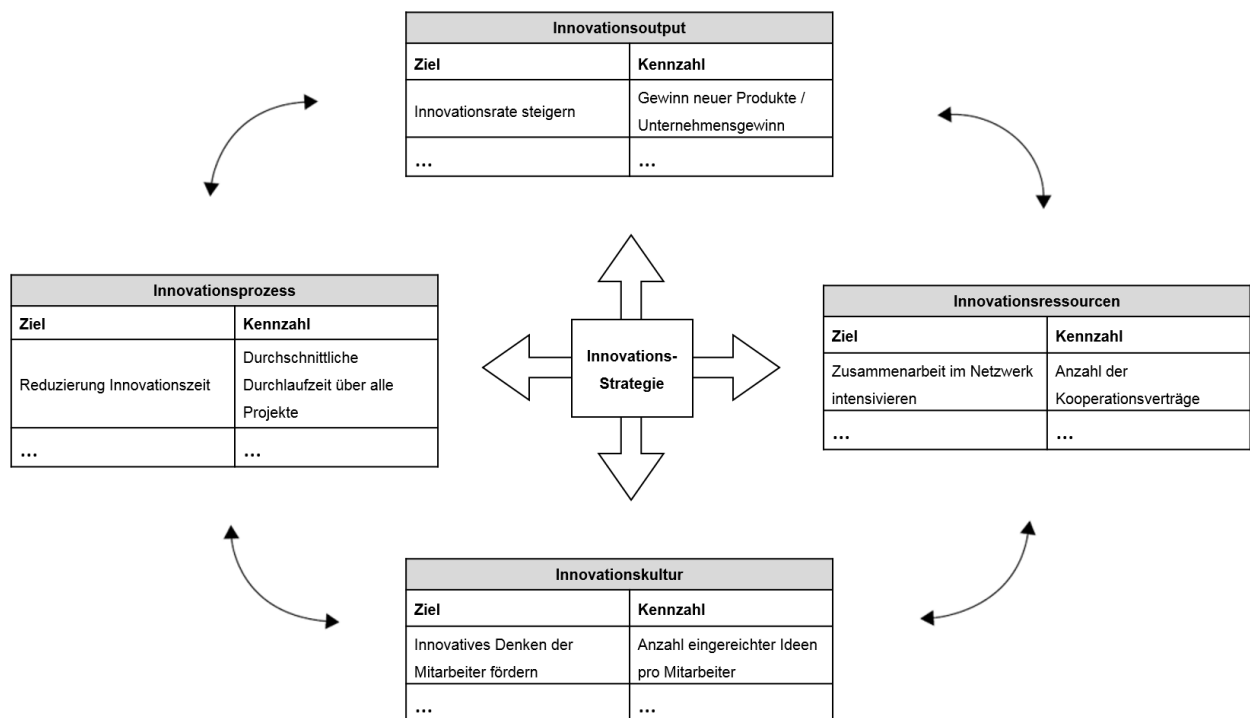 Innovationsoutput
Ziel
Kennzahl
Innovationsrate steigern
Gewinn neuer Produkte /
Unternehmensgewinn
...
...
Innovationsprozess
Ziel
Kennzahl
Reduzierung Innovationszeit
Durchschnittliche
Durchlaufzeit über alle
Projekte
...
...
Innovations-
Strategie
Innovationsressourcen
Ziel
Kennzahl
Zusammenarbeit im Netzwerk
intensivieren
Anzahl der
Kooperationsverträge
...
...
Innovationskultur
Ziel
Kennzahl
Innovatives Denken der
Mitarbeiter fördern
Anzahl eingereichter Ideen
pro Mitarbeiter
...
...